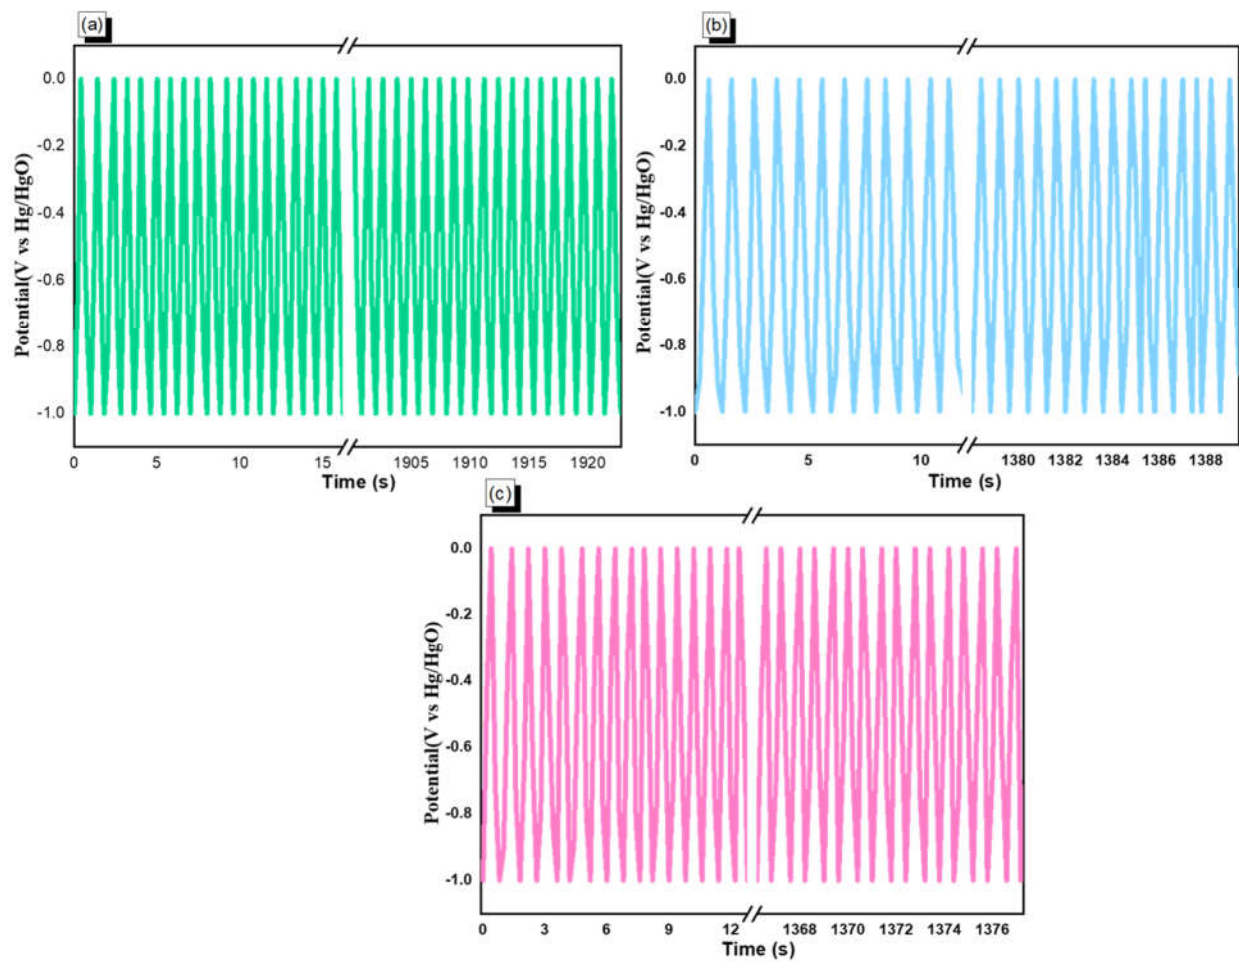 (a)
Potential(V vs Hg/HgO)
0.0
-0.2
-0.4
-0.6
-0.8
-1.0
0 5 10 15 1905 1910 1915 1920
Time (s)
(b)
Potential(V vs Hg/HgO)
0.0
-0.2
-0.4
-0.6
-0.8
-1.0
0 5 10 1380 1382 1384 1386 1388
Time (s)
(c)
Potential(V vs Hg/HgO)
0.0
-0.2
-0.4
-0.6
-0.8
-1.0
0 3 6 9 12 1368 1370 1372 1374 1376
Time (s)